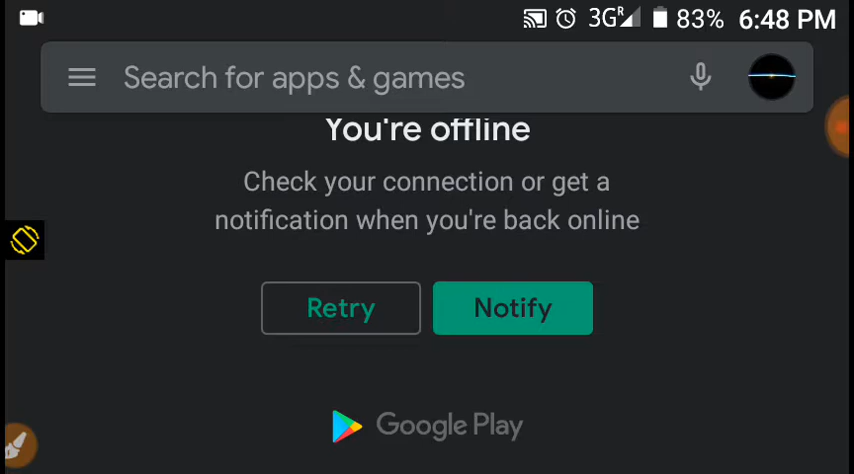 3G R 83% 6:48 PM
Search for apps & games
You're offline
Check your connection or get a
notification when you're back online
Retry Notify
Google Play